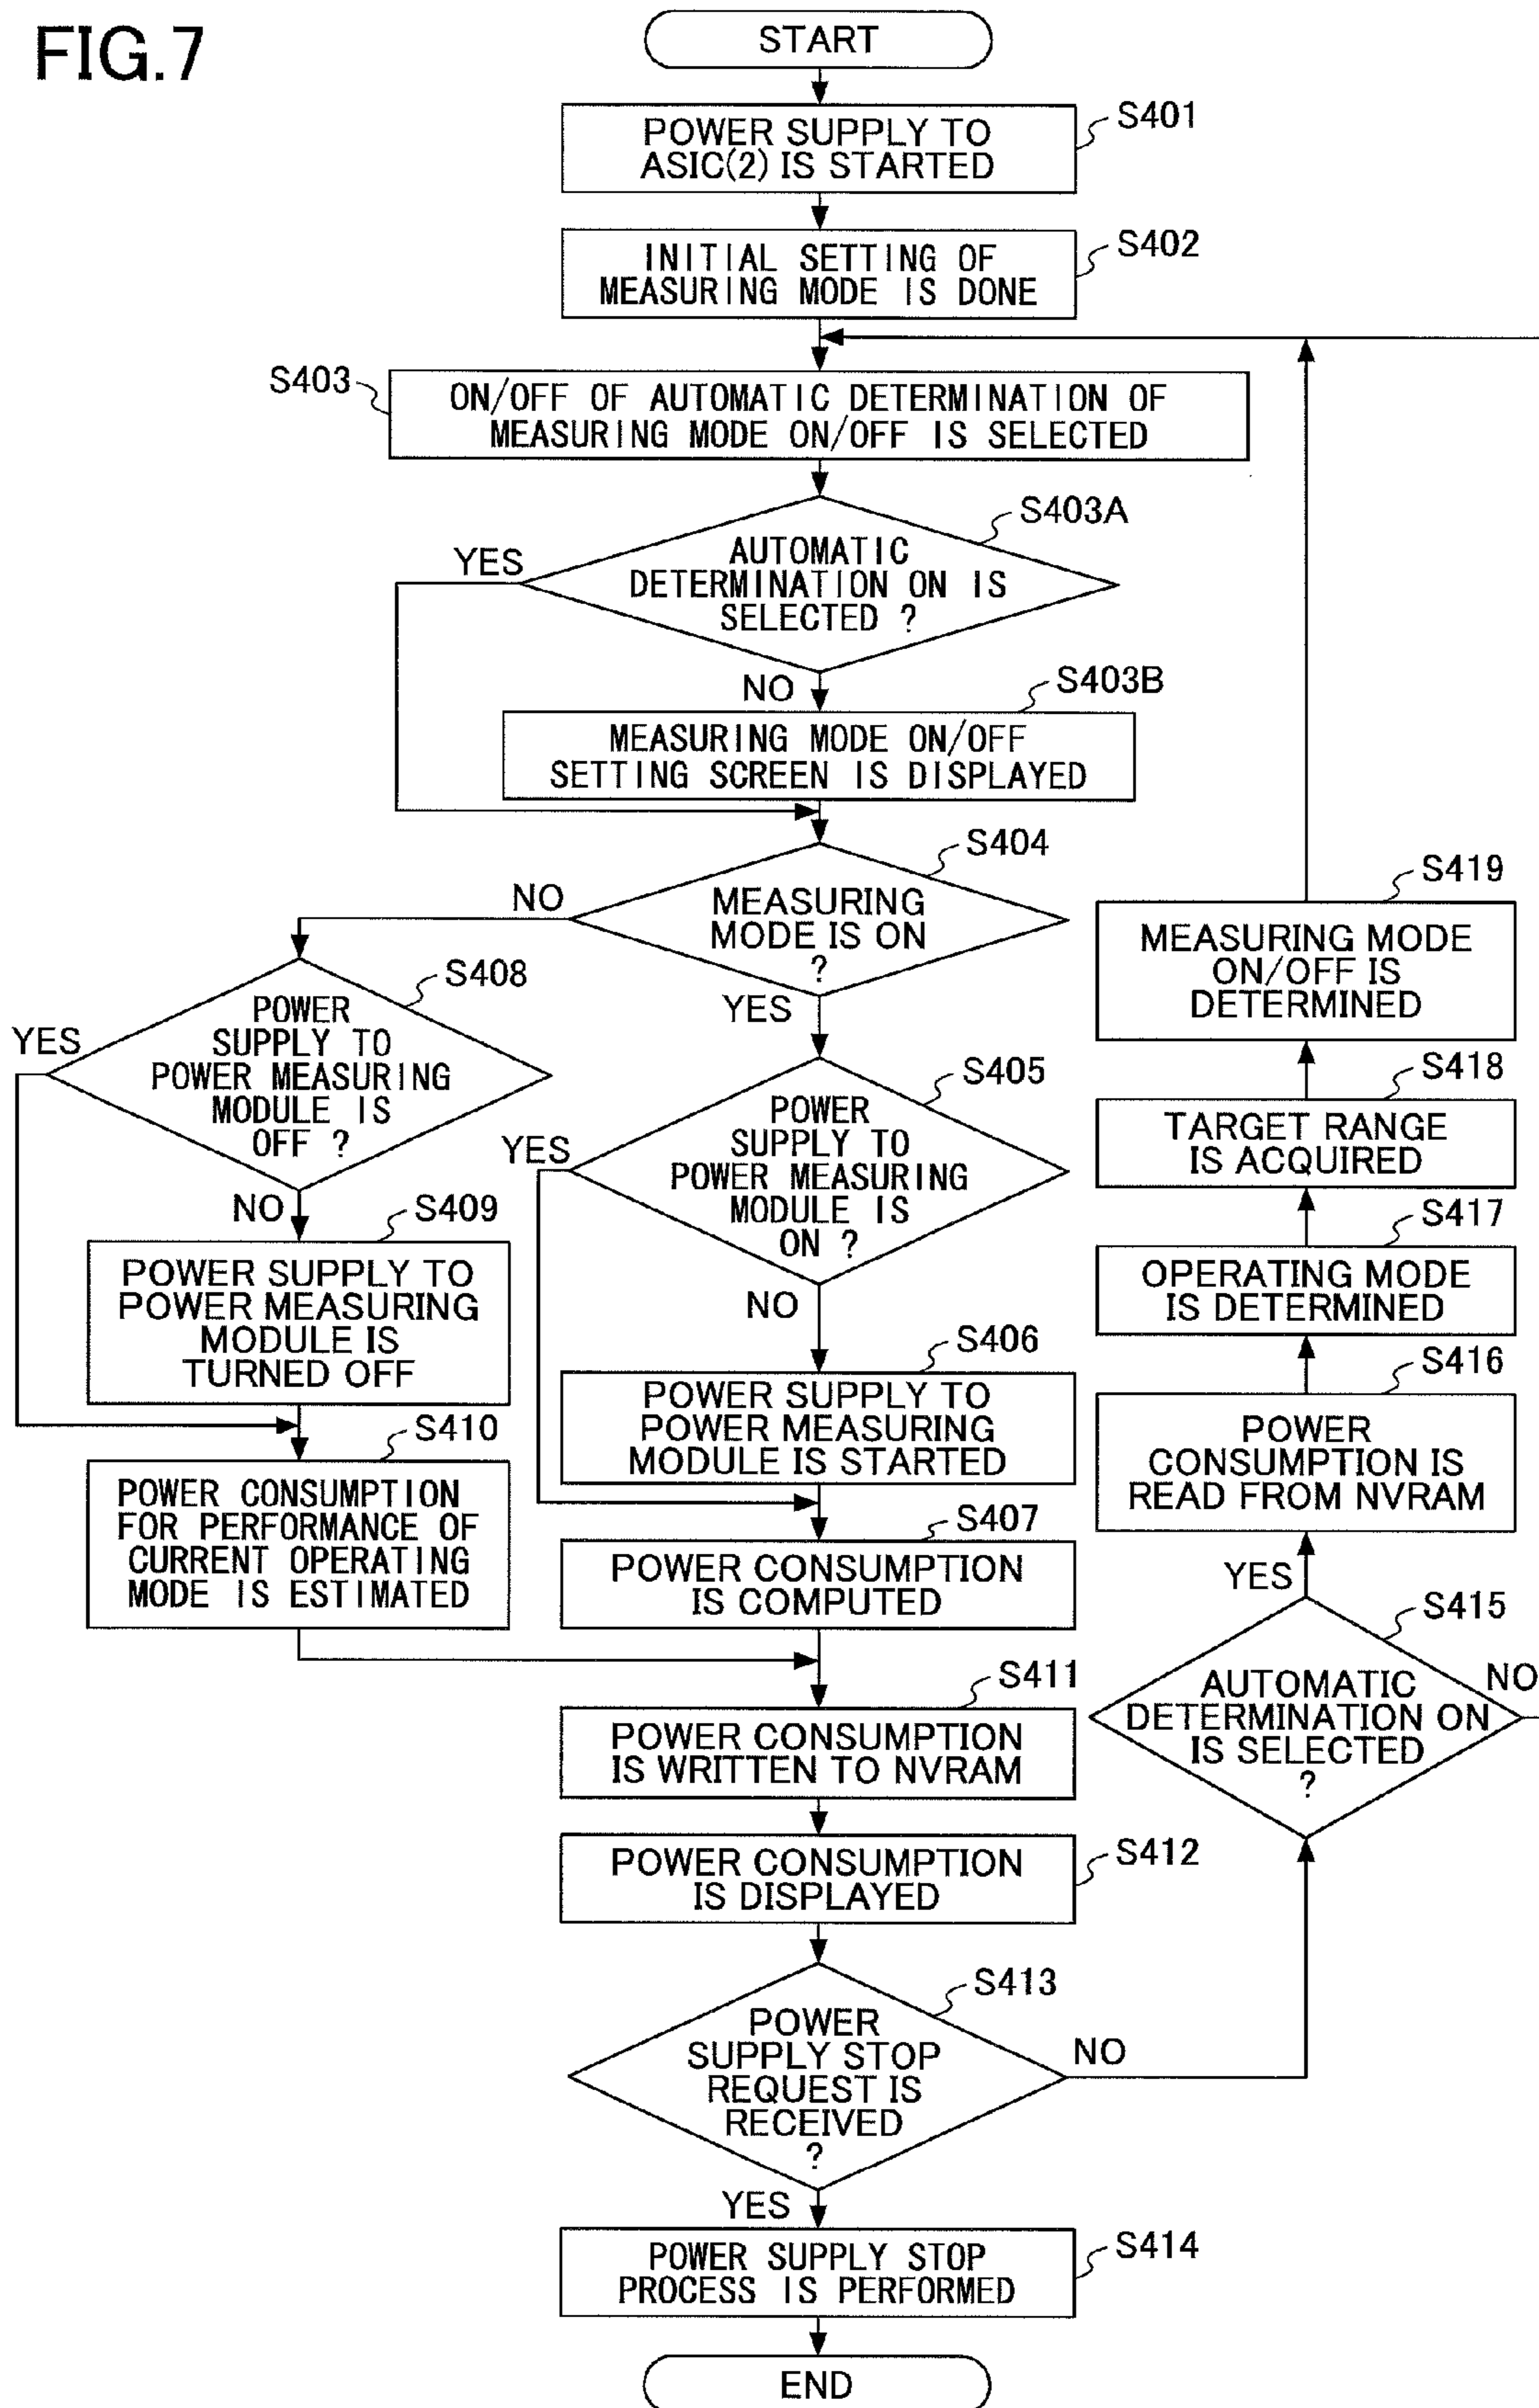 FIG.7
START
S401
POWER SUPPLY TO
ASIC(2) IS STARTED
S402
INITIAL SETTING OF
MEASURING MODE IS DONE
S403
ON/OFF OF AUTOMATIC DETERMINATION OF
MEASURING MODE ON/OFF IS SELECTED
S403A
YES
AUTOMATIC
DETERMINATION ON IS
SELECTED ?
NO
S403B
MEASURING MODE ON/OFF
SETTING SCREEN IS DISPLAYED
S404
NO
MEASURING
MODE IS ON
?
YES
S408
YES
POWER
SUPPLY TO
POWER MEASURING
MODULE IS
OFF ?
NO
S409
POWER SUPPLY TO
POWER MEASURING
MODULE IS
TURNED OFF
S410
POWER CONSUMPTION
FOR PERFORMANCE OF
CURRENT OPERATING
MODE IS ESTIMATED
S405
YES
POWER
SUPPLY TO
POWER MEASURING
MODULE IS
ON ?
NO
S406
POWER SUPPLY TO
POWER MEASURING
MODULE IS STARTED
S407
POWER CONSUMPTION
IS COMPUTED
S411
POWER CONSUMPTION
IS WRITTEN TO NVRAM
S412
POWER CONSUMPTION
IS DISPLAYED
S413
POWER
SUPPLY STOP
REQUEST IS
RECEIVED
?
NO
YES
S414
POWER SUPPLY STOP
PROCESS IS PERFORMED
END
S419
MEASURING MODE
ON/OFF IS
DETERMINED
S418
TARGET RANGE
IS ACQUIRED
S417
OPERATING MODE
IS DETERMINED
S416
POWER
CONSUMPTION IS
READ FROM NVRAM
YES
S415
AUTOMATIC
DETERMINATION ON
IS SELECTED
?
NO